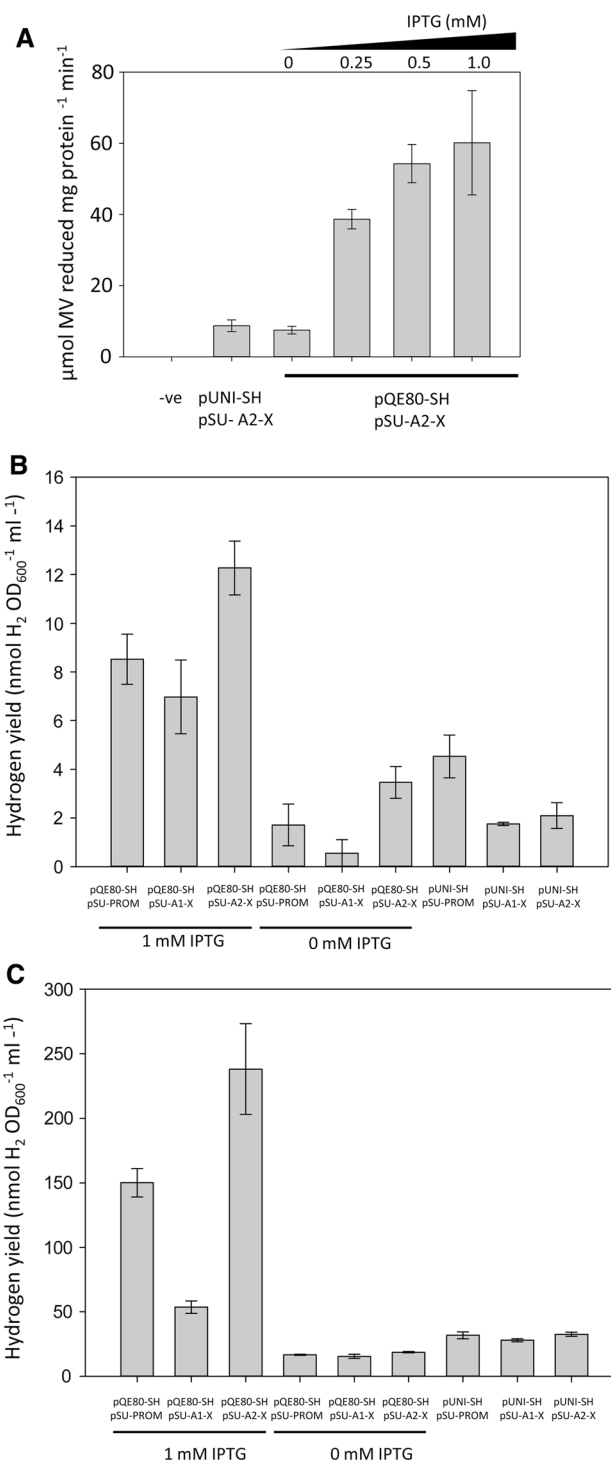 A
IPTG (mM)
0 0.25 0.5 1.0
80
60
40
20
0
µmol MV reduced mg protein ⁻¹ min⁻¹
-ve pUNI-SH pQE80-SH
pSU- A2-X pSU-A2-X
B
16
14
12
10
8
6
4
2
0
Hydrogen yield (nmol H₂ OD₆₀₀⁻¹ ml ⁻¹)
pQE80-SH pQE80-SH pQE80-SH pQE80-SH pQE80-SH pQE80-SH pUNI-SH pUNI-SH pUNI-SH
pSU-PROM pSU-A1-X pSU-A2-X pSU-PROM pSU-A1-X pSU-A2-X pSU-PROM pSU-A1-X pSU-A2-X
1 mM IPTG 0 mM IPTG
C
300
250
200
150
100
50
0
Hydrogen yield (nmol H₂ OD₆₀₀⁻¹ ml ⁻¹)
pQE80-SH pQE80-SH pQE80-SH pQE80-SH pQE80-SH pQE80-SH pUNI-SH pUNI-SH pUNI-SH
pSU-PROM pSU-A1-X pSU-A2-X pSU-PROM pSU-A1-X pSU-A2-X pSU-PROM pSU-A1-X pSU-A2-X
1 mM IPTG 0 mM IPTG